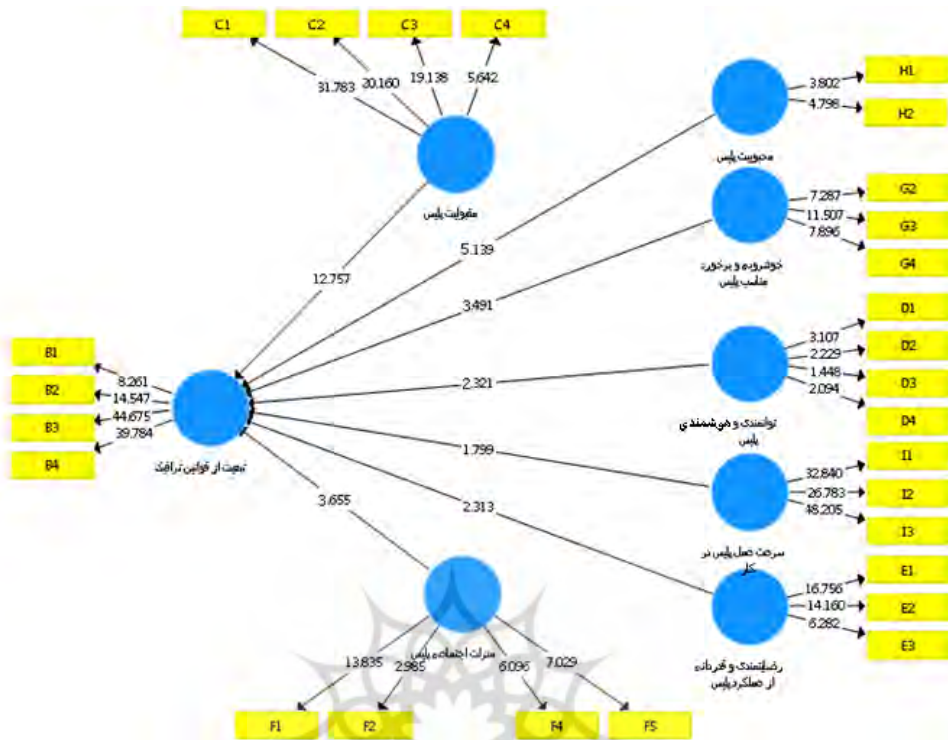 C1 C2 C3 C4
31.783 20.160 19.138 5.642
مقبولیت پلیس
12.757
H1
3.802
4.798
H2
محبوبیت پلیس
5.139
G2
7.287
11.507
G3
7.896
G4
خوشرویی و برخورد
مناسب پلیس
3.491
D1
3.107
D2
2.229
1.448
D3
2.094
D4
توانمندی و هوشمندی
پلیس
2.321
I1
32.840
26.783
I2
48.205
I3
سرعت عمل پلیس در
کار
1.799
E1
16.756
14.160
E2
6.282
E3
رضایتمندی و قدردانی
از عملکرد پلیس
2.313
B1
8.261
B2
14.547
44.675
B3
39.784
B4
تبعیت از قوانین ترافیک
3.655
منزلت اجتماعی پلیس
13.835 2.985 6.095 7.029
F1 F2 F4 F5